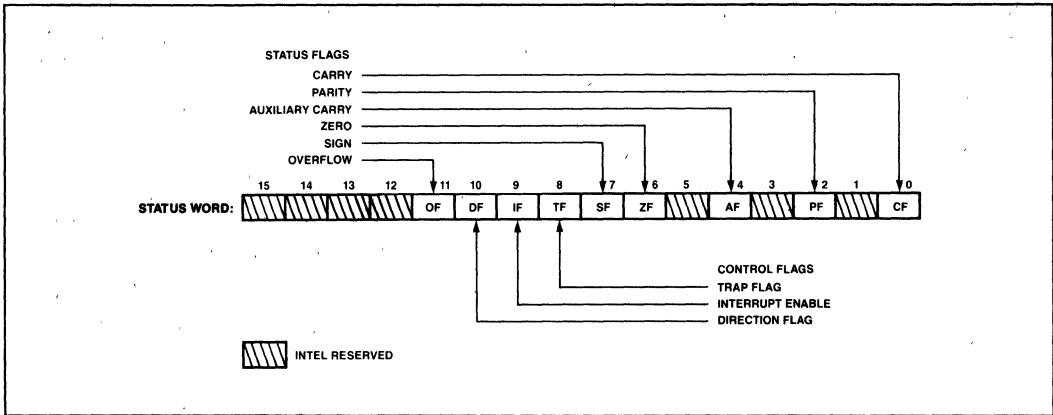 STATUS FLAGS
CARRY
PARITY
AUXILIARY CARRY
ZERO
SIGN
OVERFLOW
15 14 13 12 11 10 9 8 7 6 5 4 3 2 1 0
STATUS WORD: OF DF IF TF SF ZF AF PF CF
CONTROL FLAGS
TRAP FLAG
INTERRUPT ENABLE
DIRECTION FLAG
INTEL RESERVED